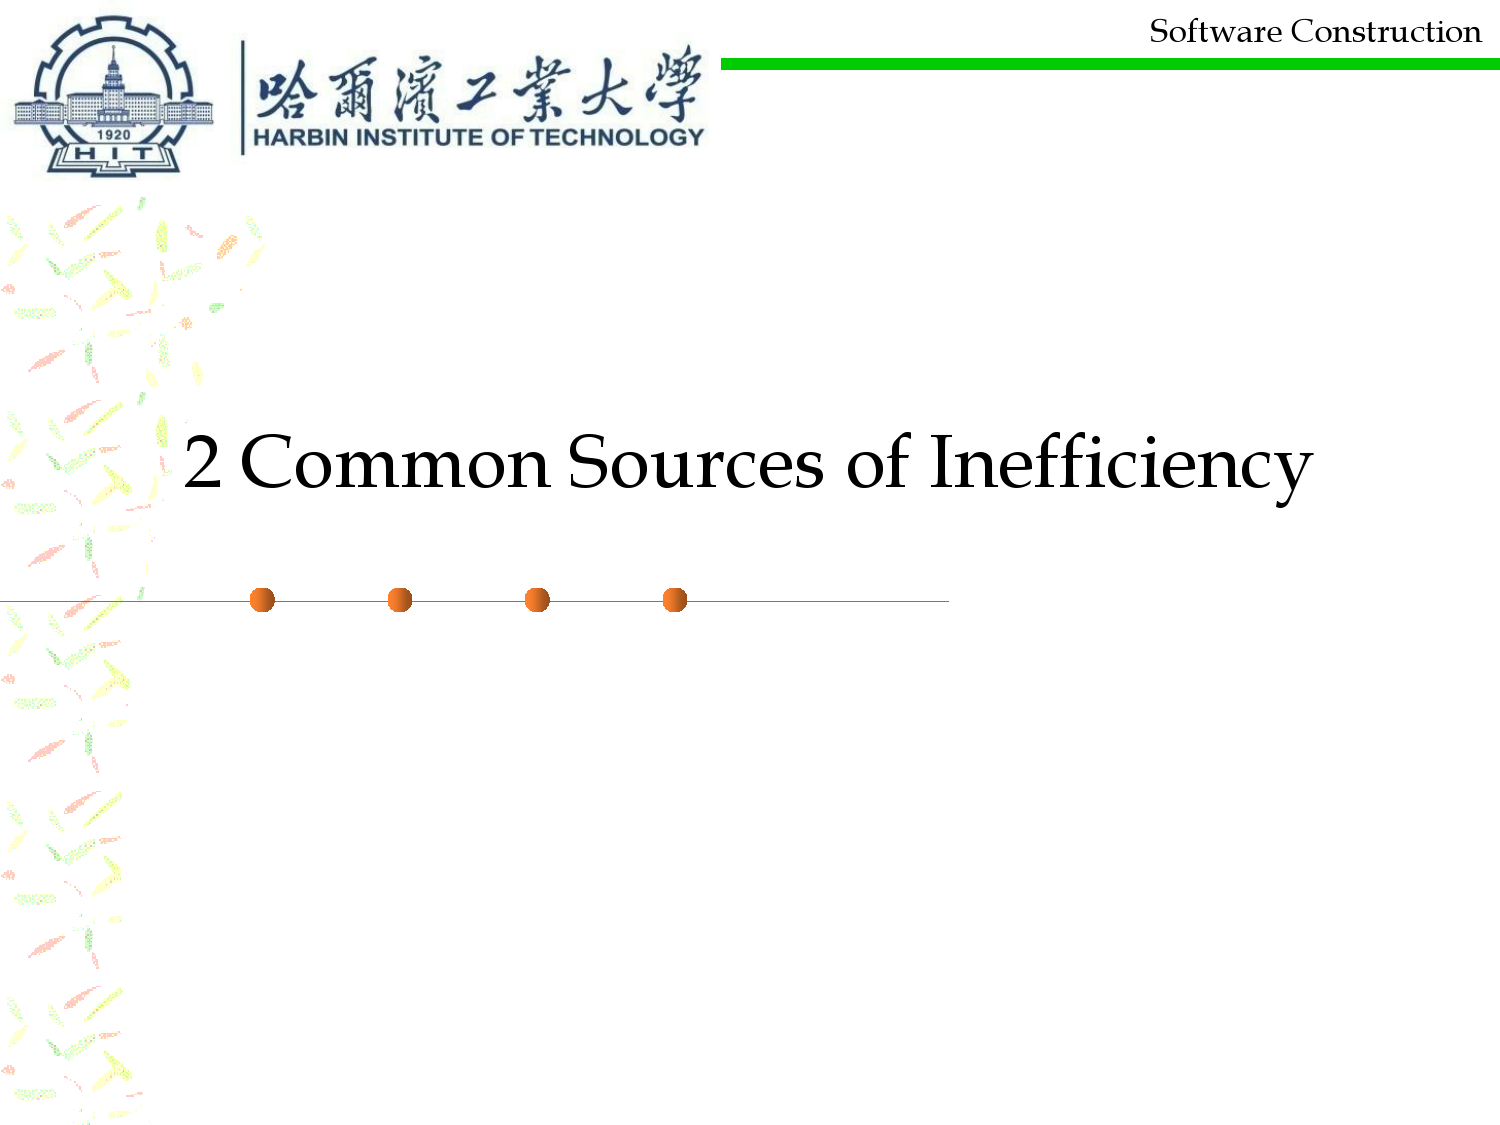 Software Construction
哈爾濱工業大學
HARBIN INSTITUTE OF TECHNOLOGY
1920
HIT
2 Common Sources of Inefficiency